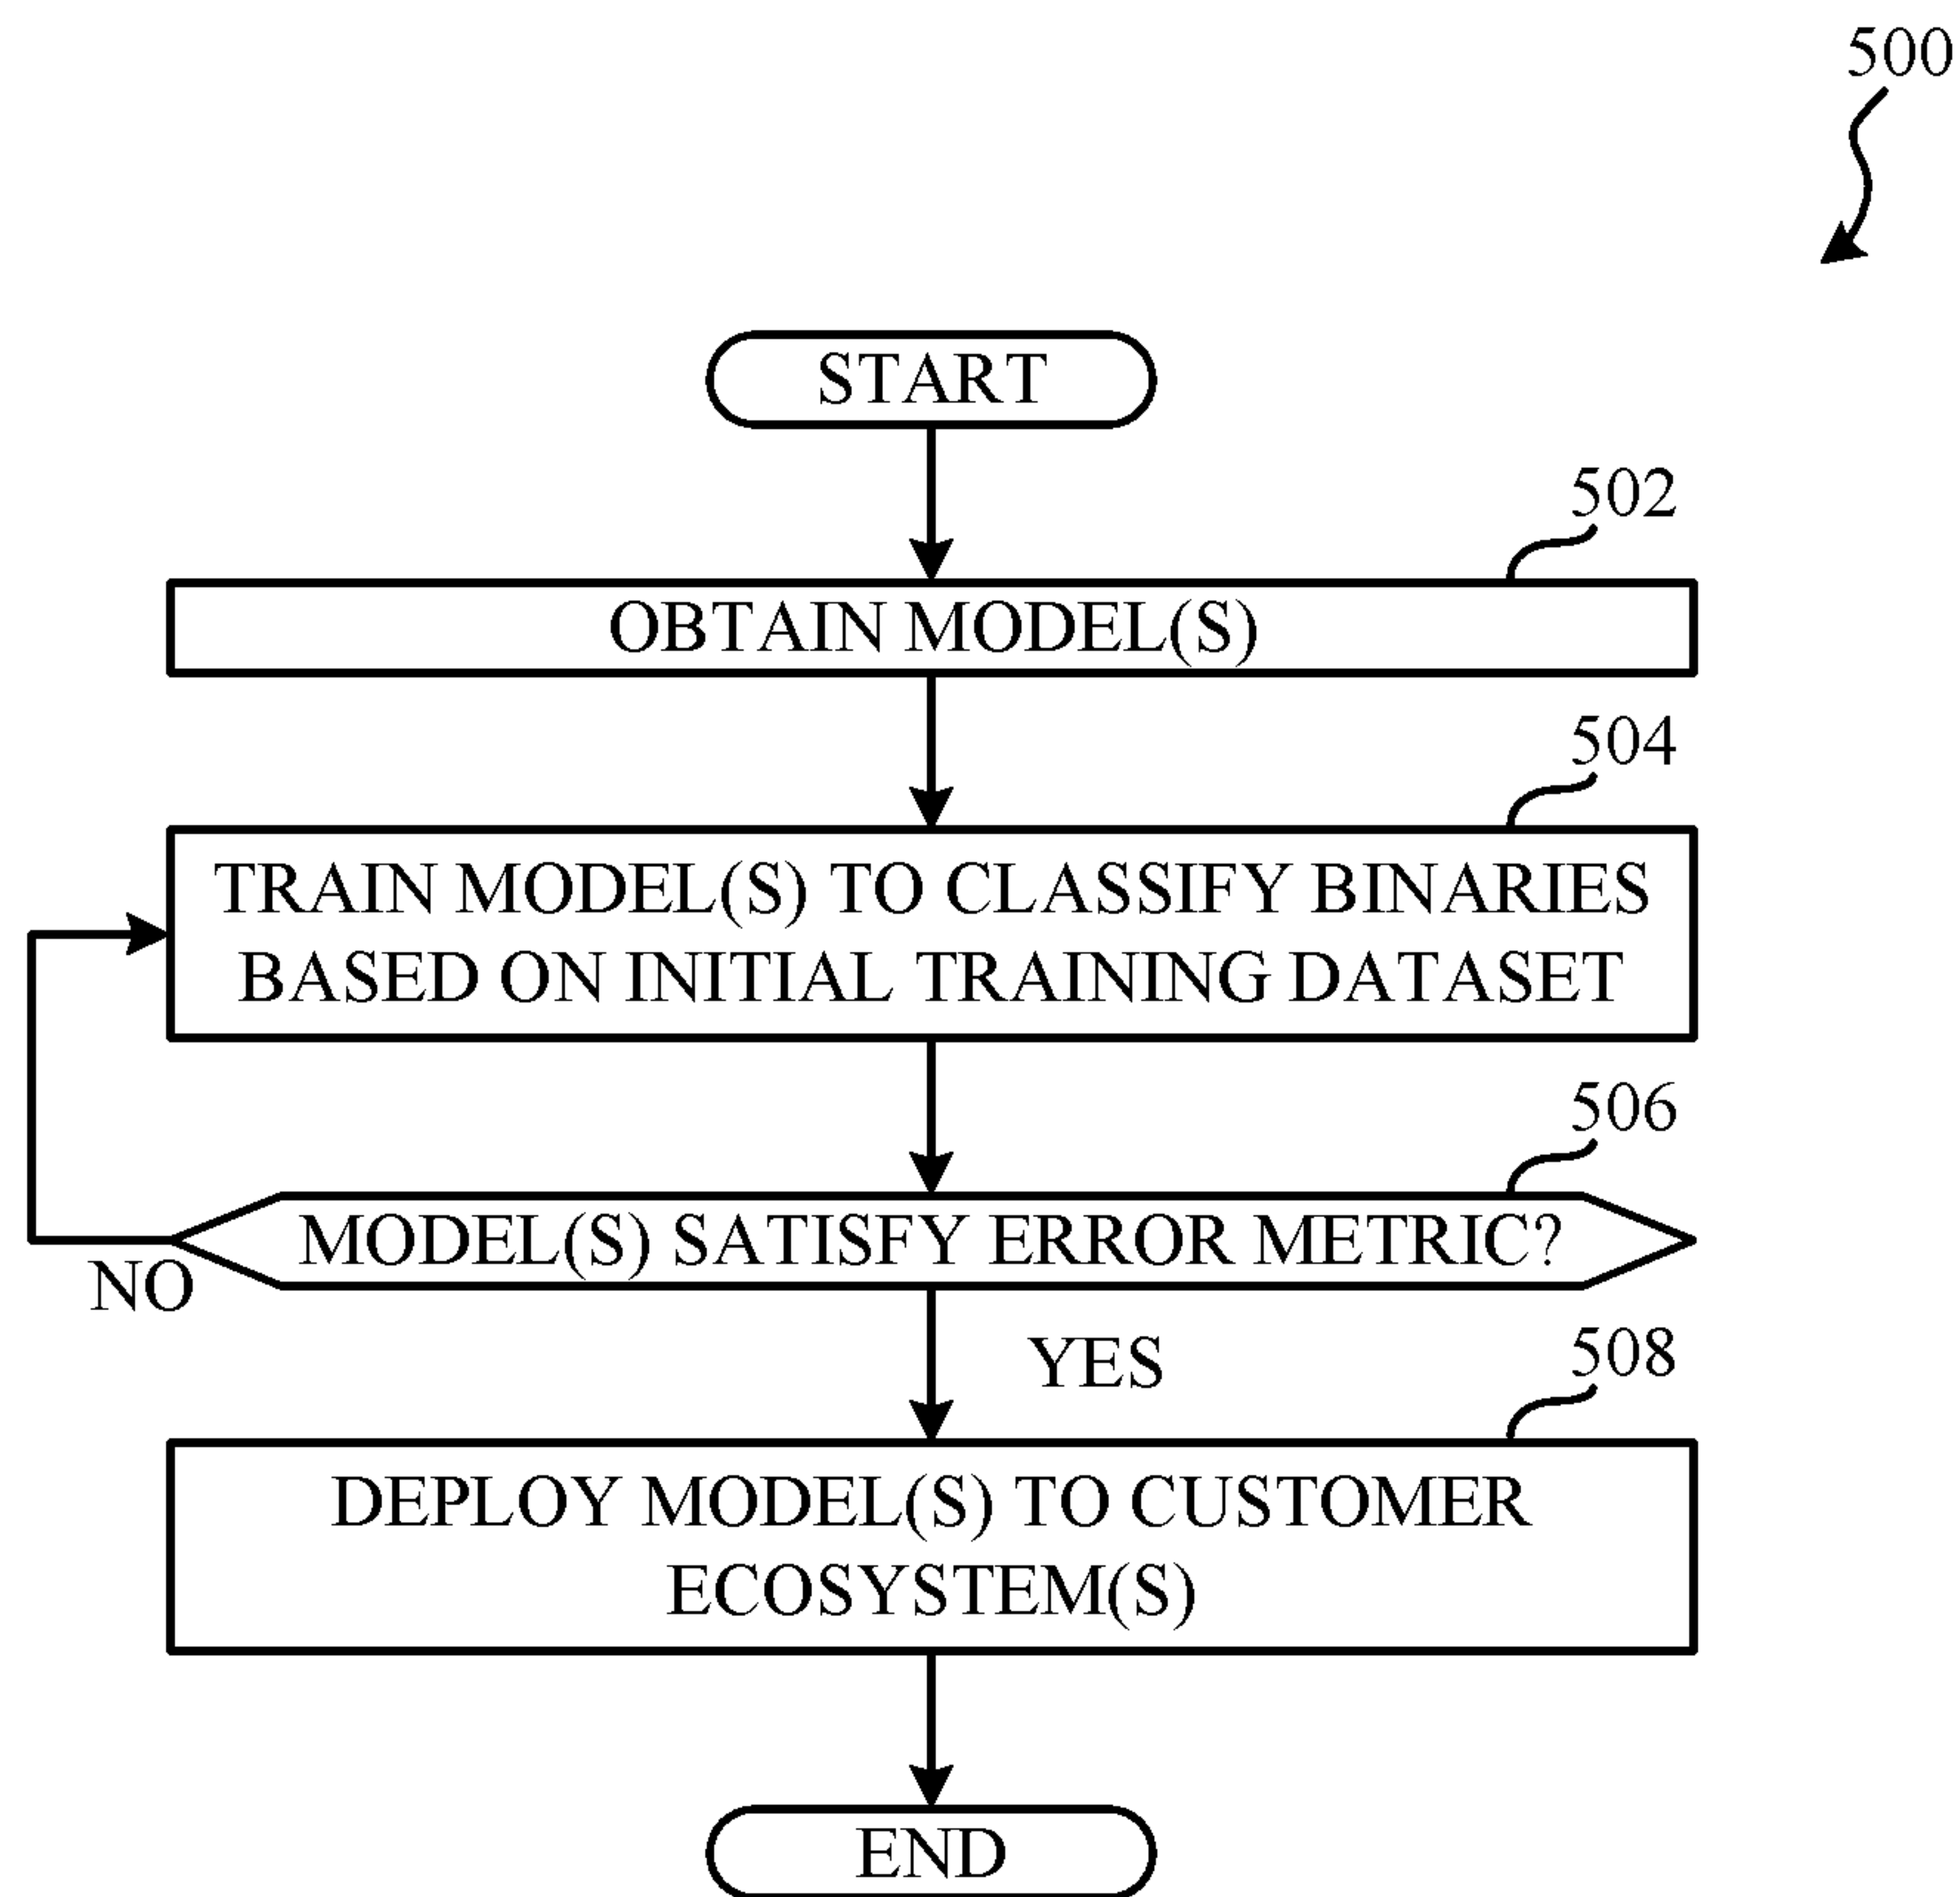 500
START
502
OBTAIN MODEL(S)
504
TRAIN MODEL(S) TO CLASSIFY BINARIES
BASED ON INITIAL TRAINING DATASET
506
MODEL(S) SATISFY ERROR METRIC?
NO
YES
508
DEPLOY MODEL(S) TO CUSTOMER
ECOSYSTEM(S)
END